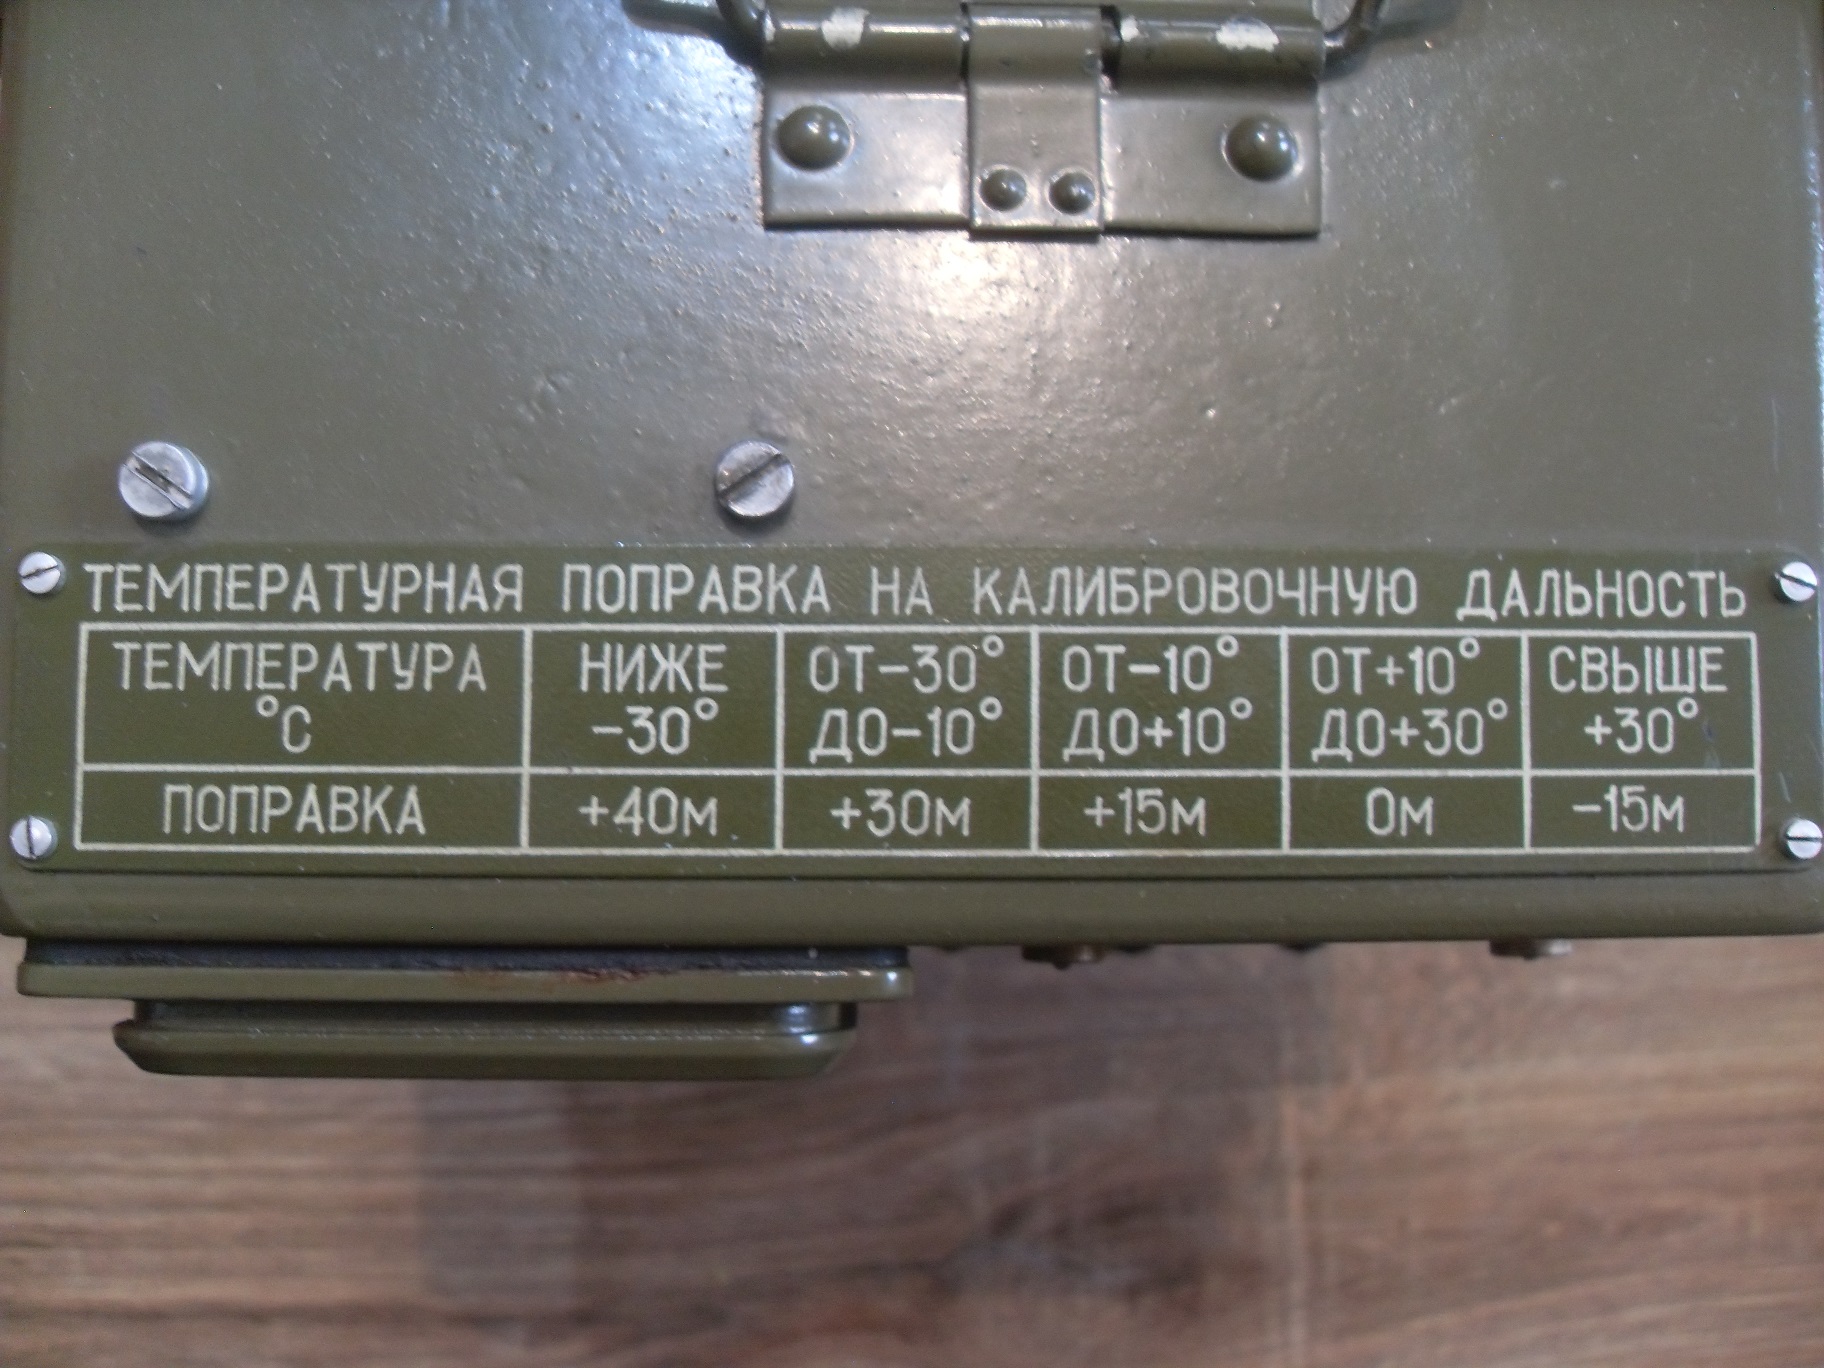 ТЕМПЕРАТУРНАЯ ПОПРАВКА НА КАЛИБРОВОЧНУЮ ДАЛЬНОСТЬ
ТЕМПЕРАТУРА °С
НИЖЕ -30°
ОТ-30° ДО-10°
ОТ-10° ДО+10°
ОТ+10° ДО+30°
СВЫШЕ +30°
ПОПРАВКА
+40м
+30м
+15м
0м
-15м